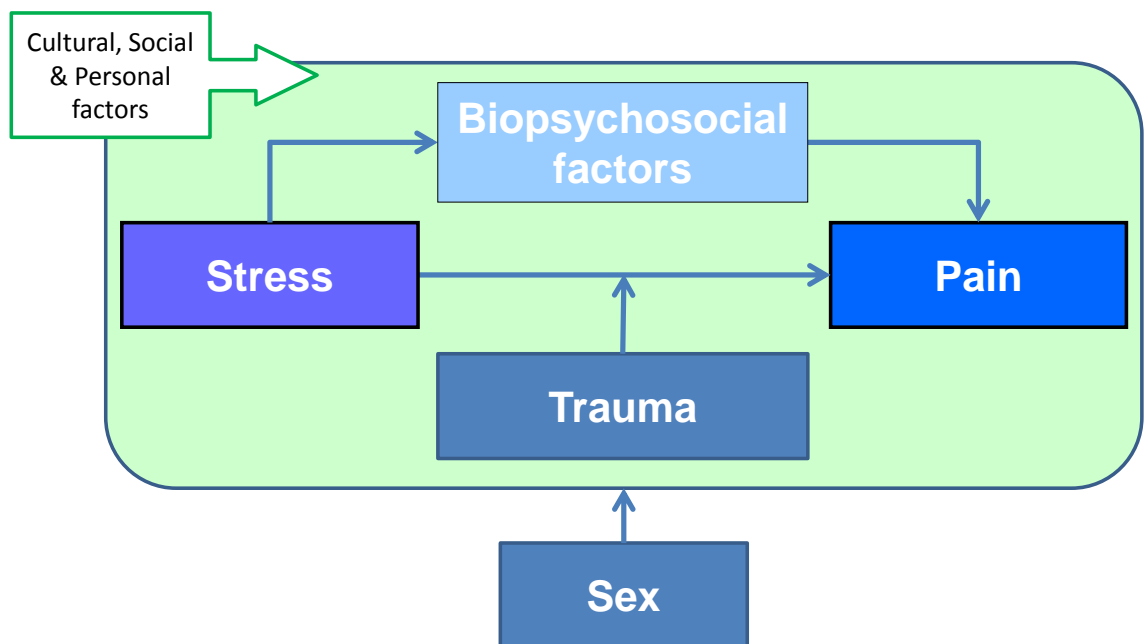 Cultural, Social
& Personal
factors
Biopsychosocial
factors
Stress
Pain
Trauma
Sex